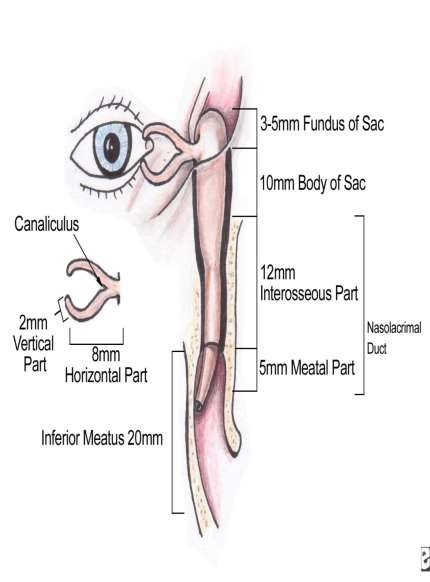 3-5mm Fundus of Sac
10mm Body of Sac
Canaliculus
12mm
Interosseous Part
2mm
Vertical
Part
8mm
Horizontal Part
Nasolacrimal
Duct
5mm Meatal Part
Inferior Meatus 20mm